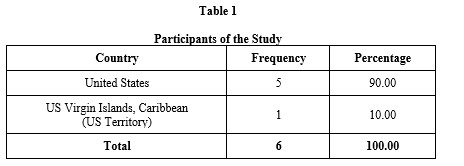 Table 1
Participants of the Study
Country Frequency Percentage
United States 5 90.00
US Virgin Islands, Caribbean
(US Territory) 1 10.00
Total 6 100.00